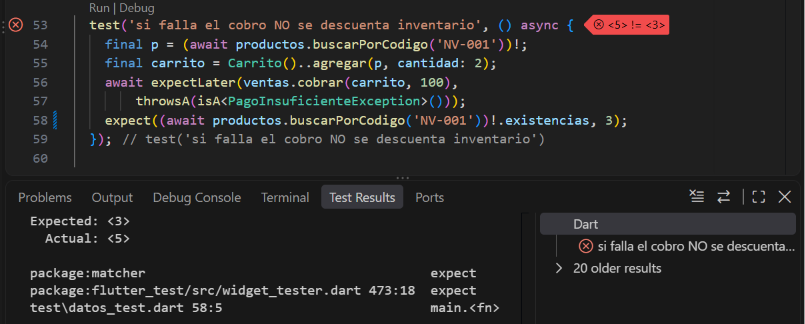 Run | Debug
53 test('si falla el cobro NO se descuenta inventario', () async { <5> != <3>
54 final p = (await productos.buscarPorCodigo('NV-001'))!;
55 final carrito = Carrito()..agregar(p, cantidad: 2);
56 await expectLater(ventas.cobrar(carrito, 100),
57 throwsA(isA<PagoInsuficienteException>()));
58 expect((await productos.buscarPorCodigo('NV-001'))!.existencias, 3);
59 }); // test('si falla el cobro NO se descuenta inventario')
60
Problems Output Debug Console Terminal Test Results Ports
Expected: <3>
Actual: <5>
package:matcher expect
package:flutter_test/src/widget_tester.dart 473:18 expect
test\datos_test.dart 58:5 main.<fn>
Dart
si falla el cobro NO se descuenta...
20 older results